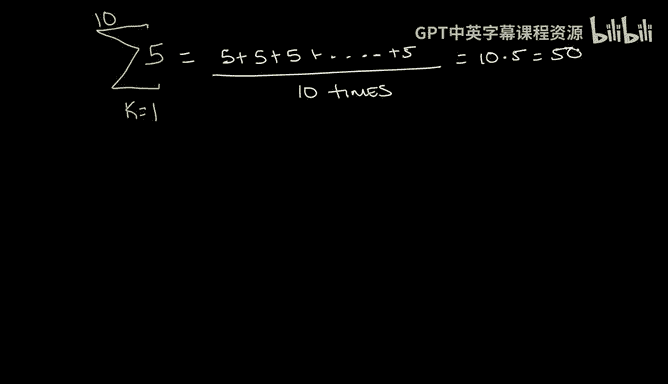 GPT中英字幕课程资源 bilibili
10
∑ 5 = 5+5+5+.....+5 = 10·5=50
K=1
10 TIMES